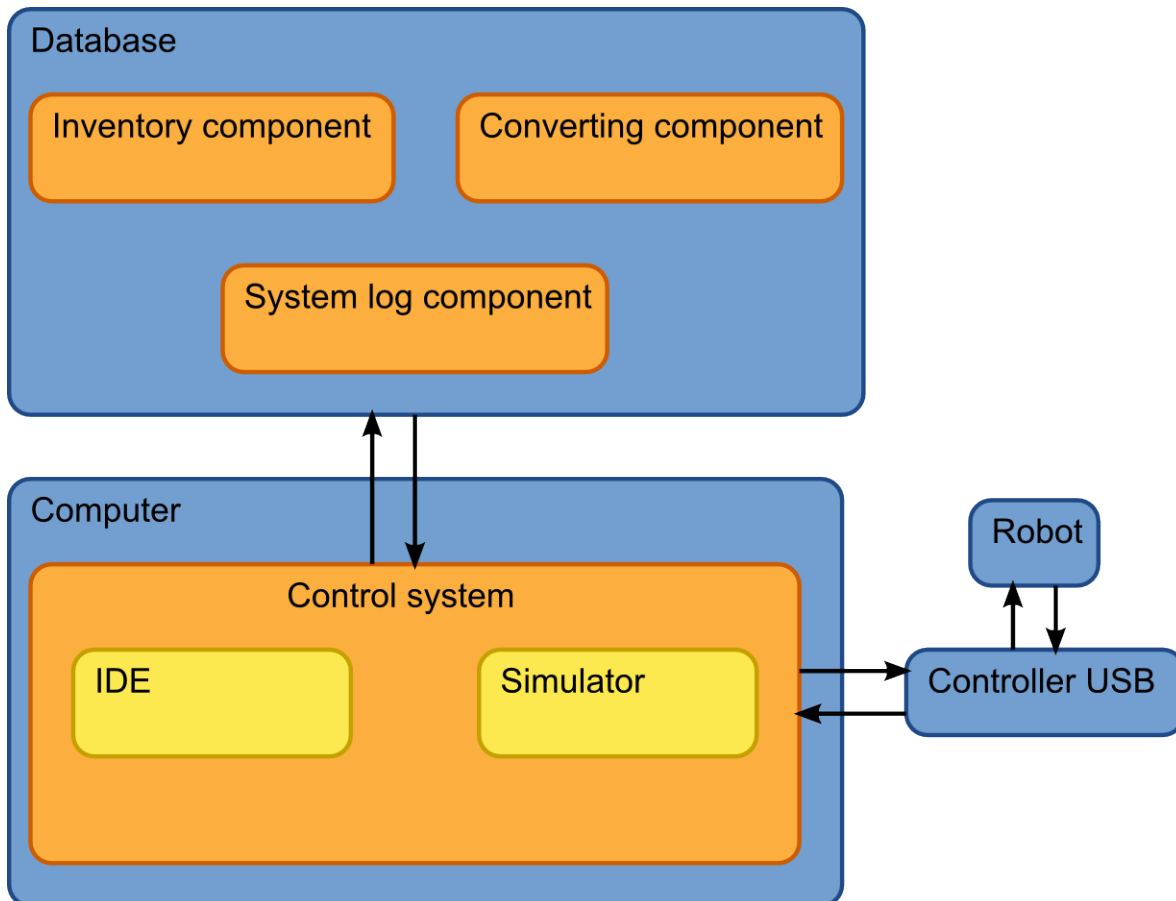 Database
Inventory component
Converting component
System log component
Computer
Control system
IDE
Simulator
Robot
Controller USB